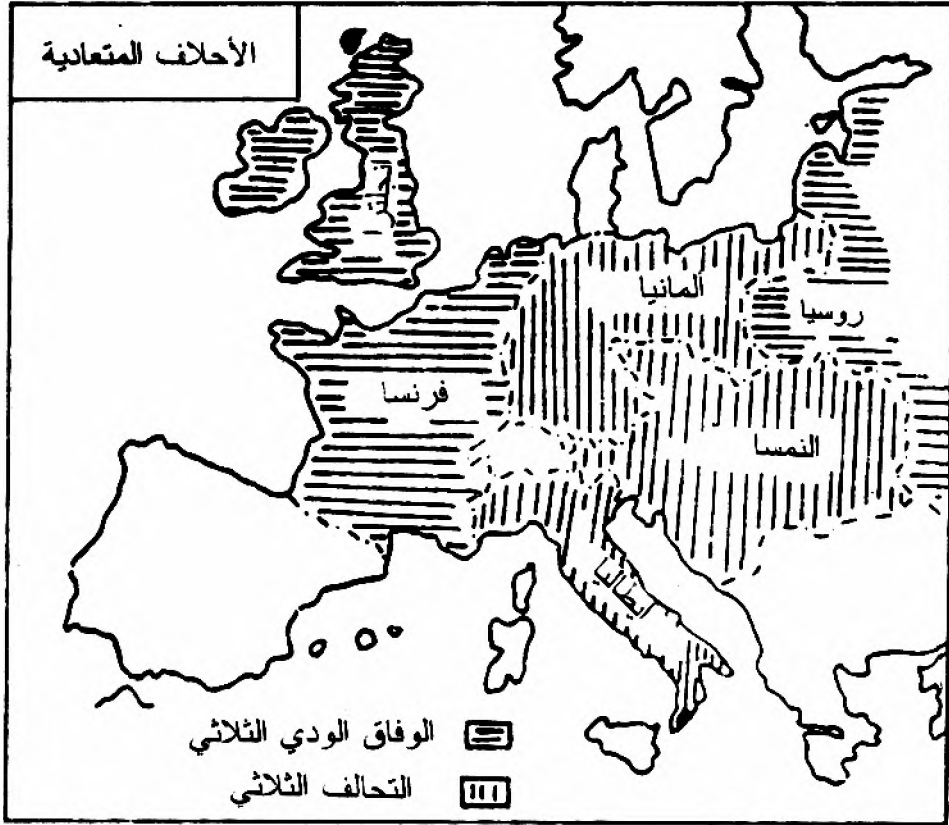 الأحلاف المتعادية
المانيا
روسيا
فرنسا
النمسا
ايطاليا
الوفاق الودي الثلاثي
التحالف الثلاثي